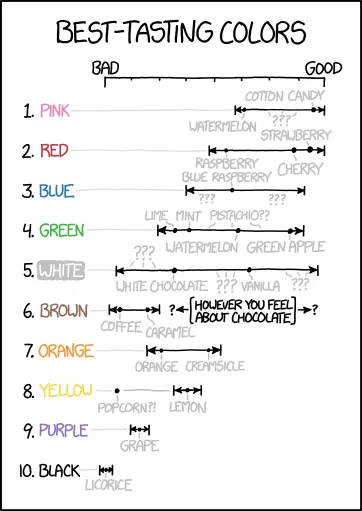 BEST-TASTING COLORS
BAD GOOD
COTTON CANDY
1. PINK
WATERMELON ???
STRAWBERRY
2. RED
RASPBERRY CHERRY
BLUE RASPBERRY
3. BLUE
??? ???
LIME MINT PISTACHIO??
4. GREEN
WATERMELON GREEN APPLE
???
5. WHITE
WHITE CHOCOLATE ??? VANILLA ???
6. BROWN ? [HOWEVER YOU FEEL ?
ABOUT CHOCOLATE]
COFFEE CARAMEL
7. ORANGE
ORANGE CREAMSICLE
8. YELLOW
POPCORN?! LEMON
9. PURPLE
GRAPE
10. BLACK
LICORICE